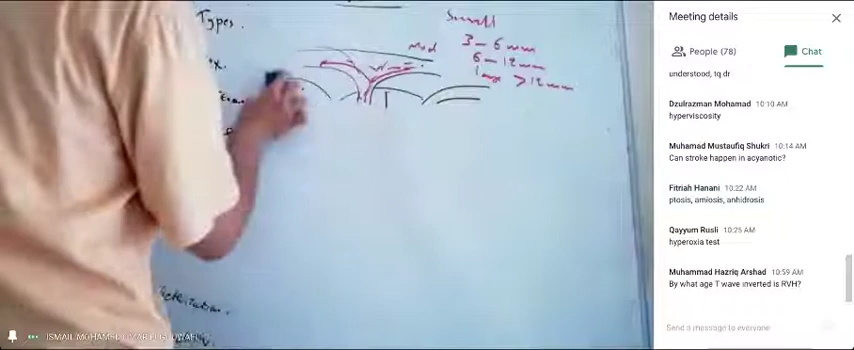 Types.
Small
Mod 3 - 6 mm
6 - 12 mm
large > 12 mm
Meeting details
People (78)
Chat
understood, tq dr
Dzulrazman Mohamad 10:10 AM
hyperviscosity
Muhamad Mustaufiq Shukri 10:14 AM
Can stroke happen in acyanotic?
Fitriah Hanani 10:22 AM
ptosis, amiosis, anhidrosis
Qayyum Rusli 10:25 AM
hyperoxia test
Muhammad Hazriq Arshad 10:59 AM
By what age T wave inverted is RVH?
Send a message to everyone
ISMAIL MOHAMED